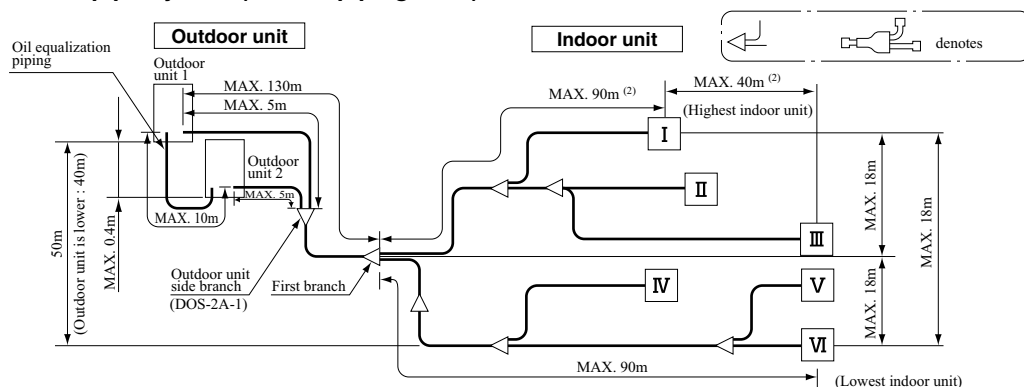 Outdoor unit
Indoor unit
denotes
Oil equalization
piping
Outdoor
unit 1
MAX. 130m
MAX. 5m
MAX. 90m (2)
MAX. 40m (2)
(Highest indoor unit)
I
Outdoor
unit 2
MAX. 5m
MAX. 10m
II
III
50m
(Outdoor unit is lower : 40m)
MAX. 0.4m
MAX. 18m
MAX. 18m
MAX. 18m
Outdoor unit
side branch
(DOS-2A-1)
First branch
IV
V
VI
MAX. 90m
(Lowest indoor unit)